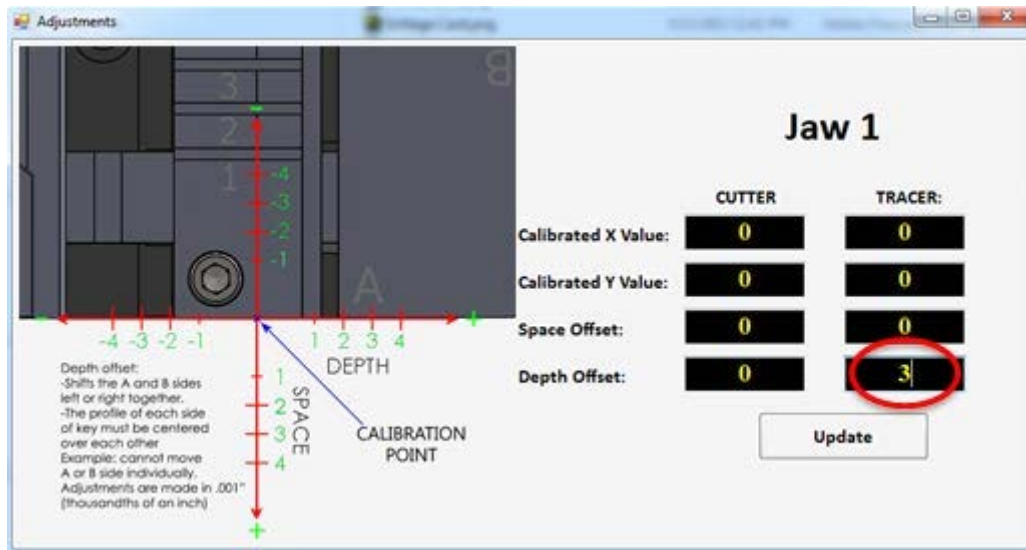 Adjustments
B
3
2
1
A
-
-4
-3
-2
-1
- -4 -3 -2 -1 1 2 3 4 +
DEPTH
SPACE
1
2
3
4
+
CALIBRATION
POINT
Depth offset:
-Shifts the A and B sides
left or right together.
-The profile of each side
of key must be centered
over each other
Example: cannot move
A or B side individually.
Adjustments are made in .001"
(thousandths of an inch)
Jaw 1
CUTTER TRACER:
Calibrated X Value: 0 0
Calibrated Y Value: 0 0
Space Offset: 0 0
Depth Offset: 0 3
Update